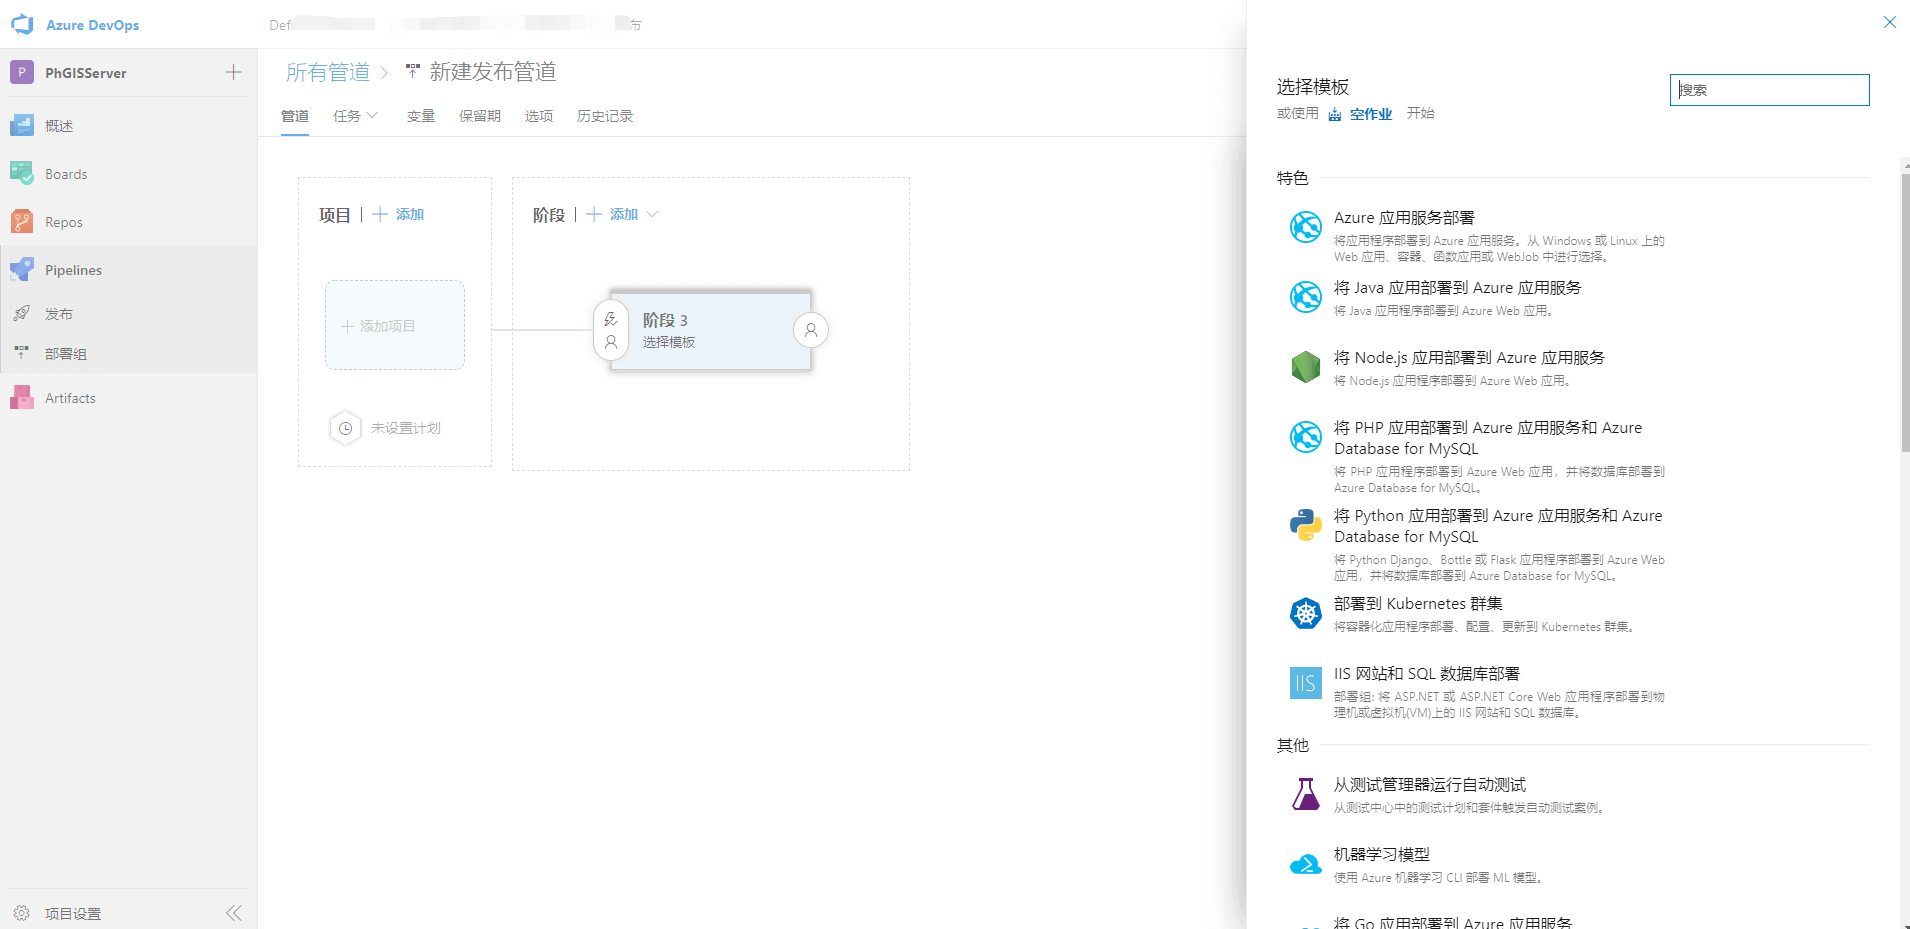 Azure DevOps
Def
布
P PhGISServer
概述
Boards
Repos
Pipelines
发布
部署组
Artifacts
项目设置
所有管道 新建发布管道
管道 任务 变量 保留期 选项 历史记录
项目 添加
添加项目
未设置计划
阶段 添加
阶段 3
选择模板
选择模板
搜索
或使用 空作业 开始
特色
Azure 应用服务部署
将应用程序部署到 Azure 应用服务。从 Windows 或 Linux 上的
Web 应用、容器、函数应用或 WebJob 中进行选择。
将 Java 应用部署到 Azure 应用服务
将 Java 应用程序部署到 Azure Web 应用。
将 Node.js 应用部署到 Azure 应用服务
将 Node.js 应用程序部署到 Azure Web 应用。
将 PHP 应用部署到 Azure 应用服务和 Azure
Database for MySQL
将 PHP 应用程序部署到 Azure Web 应用，并将数据库部署到
Azure Database for MySQL。
将 Python 应用部署到 Azure 应用服务和 Azure
Database for MySQL
将 Python Django、Bottle 或 Flask 应用程序部署到 Azure Web
应用，并将数据库部署到 Azure Database for MySQL。
部署到 Kubernetes 群集
将容器化应用程序部署、配置、更新到 Kubernetes 群集。
IIS
IIS 网站和 SQL 数据库部署
部署组: 将 ASP.NET 或 ASP.NET Core Web 应用程序部署到物
理机或虚拟机(VM)上的 IIS 网站和 SQL 数据库。
其他
从测试管理器运行自动测试
从测试中心中的测试计划和套件触发自动测试案例。
机器学习模型
使用 Azure 机器学习 CLI 部署 ML 模型。
将 Go 应用部署到 Azure 应用服务